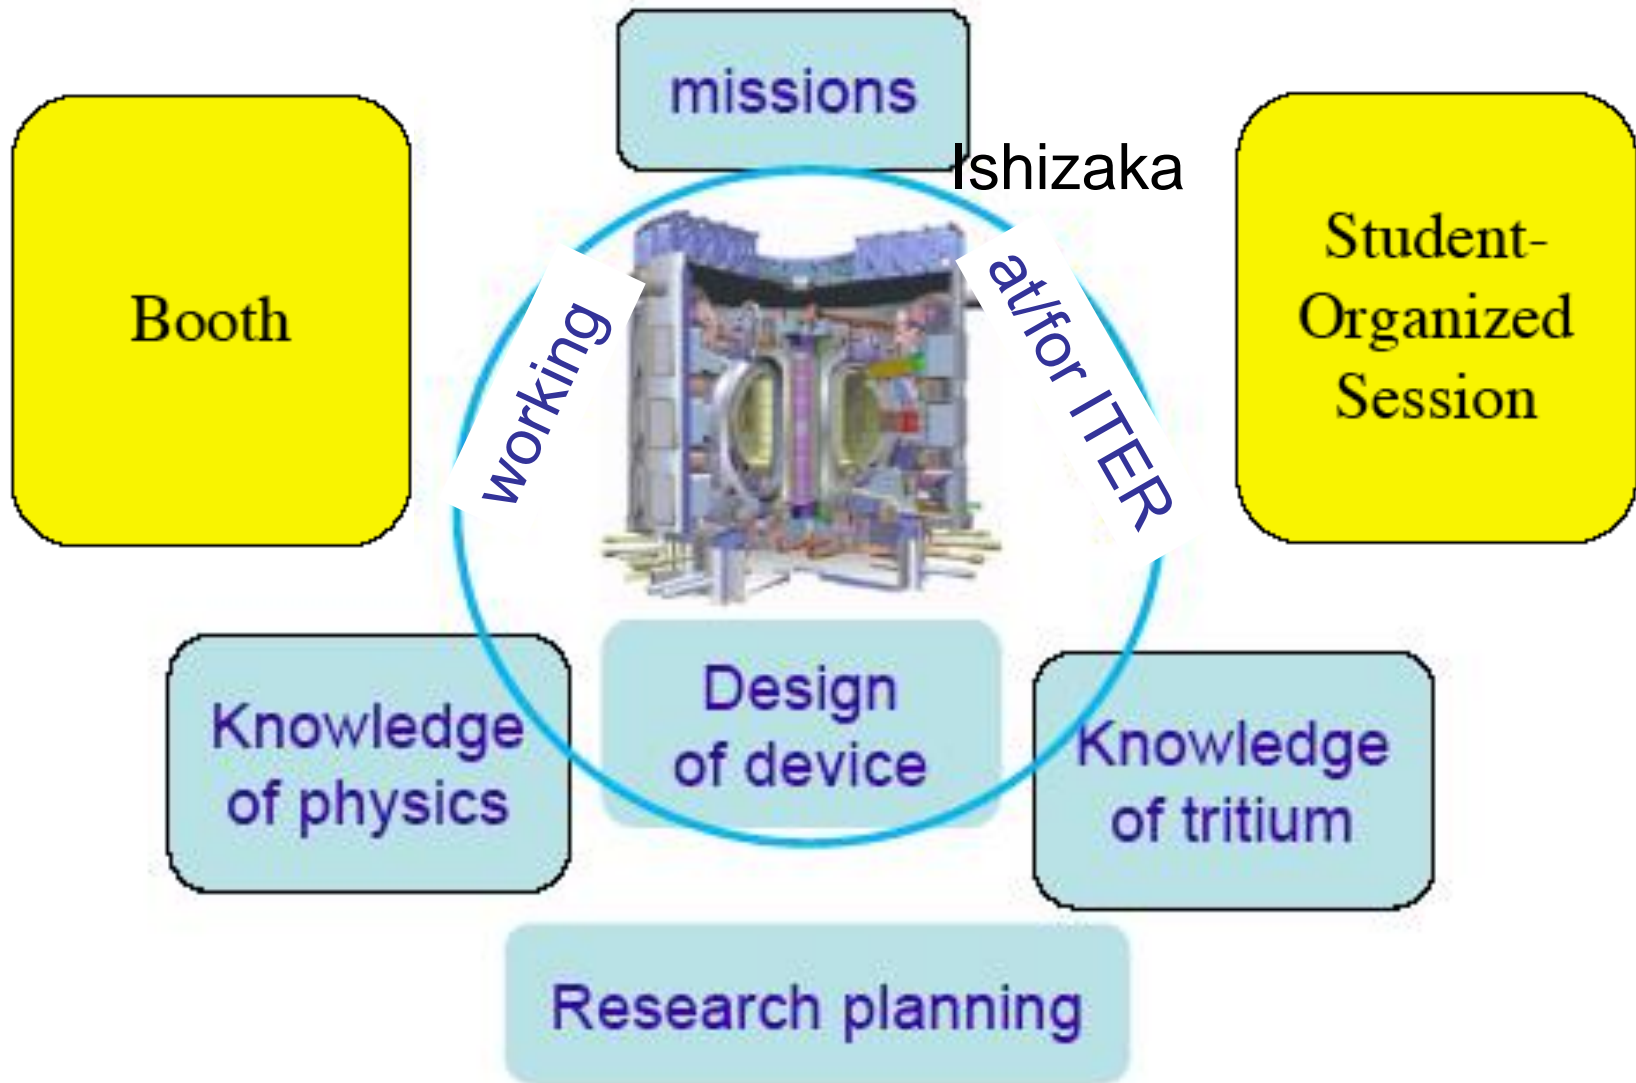 missions
Ishizaka
Booth
working
at/for ITER
Student-
Organized
Session
Knowledge
of physics
Design
of device
Knowledge
of tritium
Research planning